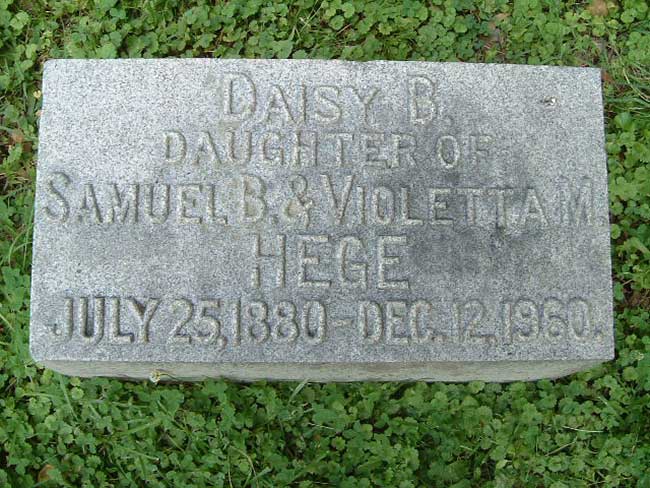 DAISY B.
DAUGHTER OF
SAMUEL B. & VIOLETTA M.
HEGE
JULY 25, 1880 - DEC. 12, 1960.